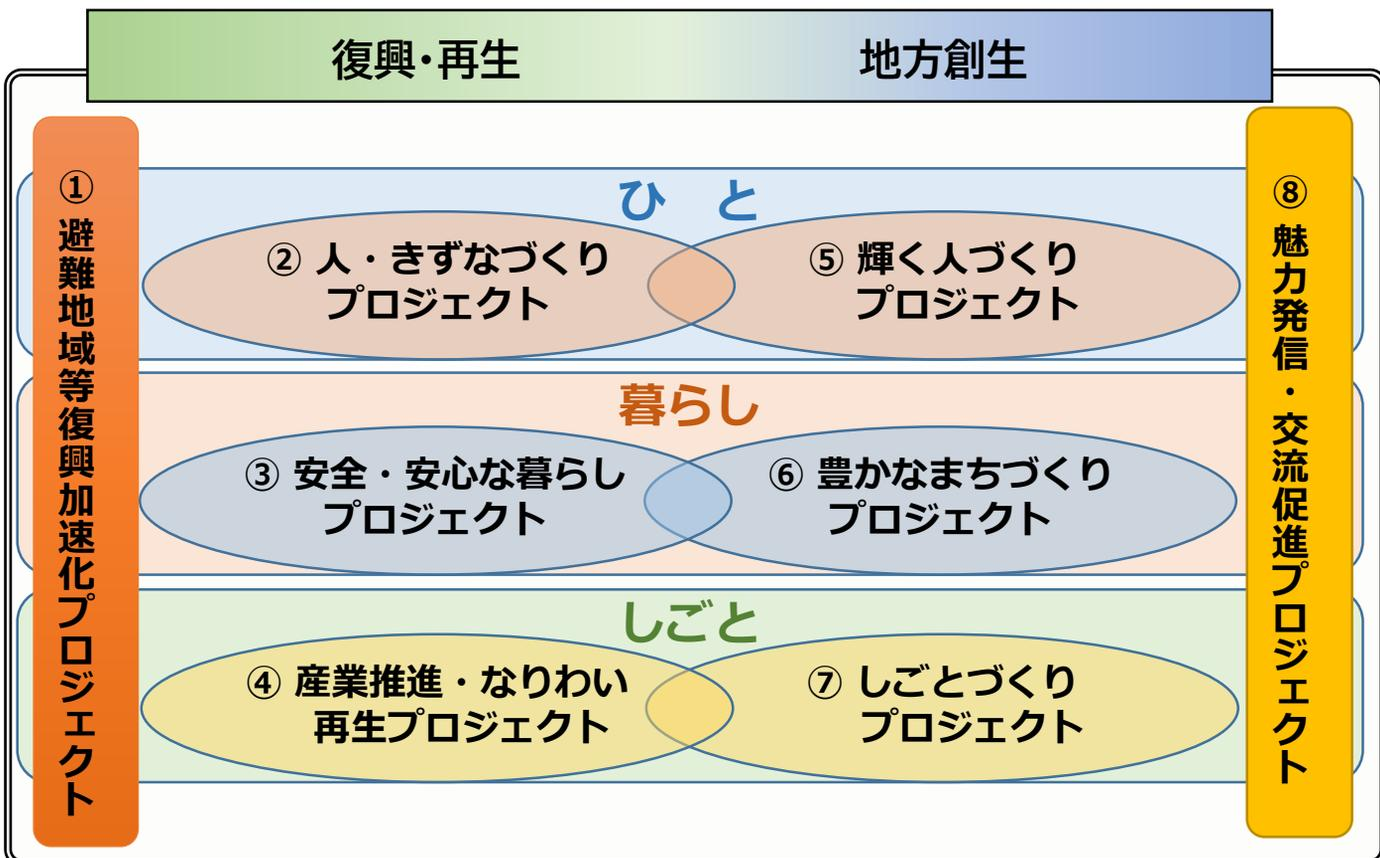 復興・再生
地方創生
① 避難地域等復興加速化プロジェクト
ひと
② 人・きずなづくり
プロジェクト
⑤ 輝く人づくり
プロジェクト
暮らし
③ 安全・安心な暮らし
プロジェクト
⑥ 豊かなまちづくり
プロジェクト
しごと
④ 産業推進・なりわい
再生プロジェクト
⑦ しごとづくり
プロジェクト
⑧ 魅力発信・交流促進プロジェクト